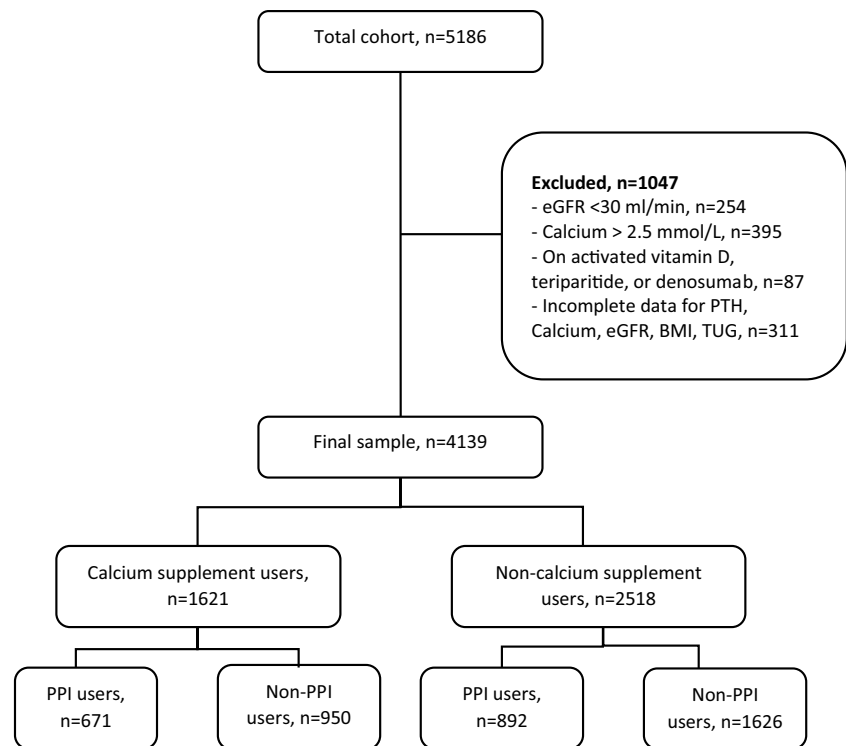 Total cohort, n=5186
Excluded, n=1047
- eGFR <30 ml/min, n=254
- Calcium > 2.5 mmol/L, n=395
- On activated vitamin D,
teriparitide, or denosumab, n=87
- Incomplete data for PTH,
Calcium, eGFR, BMI, TUG, n=311
Final sample, n=4139
Calcium supplement users,
n=1621
Non-calcium supplement
users, n=2518
PPI users,
n=671
Non-PPI
users, n=950
PPI users,
n=892
Non-PPI
users, n=1626